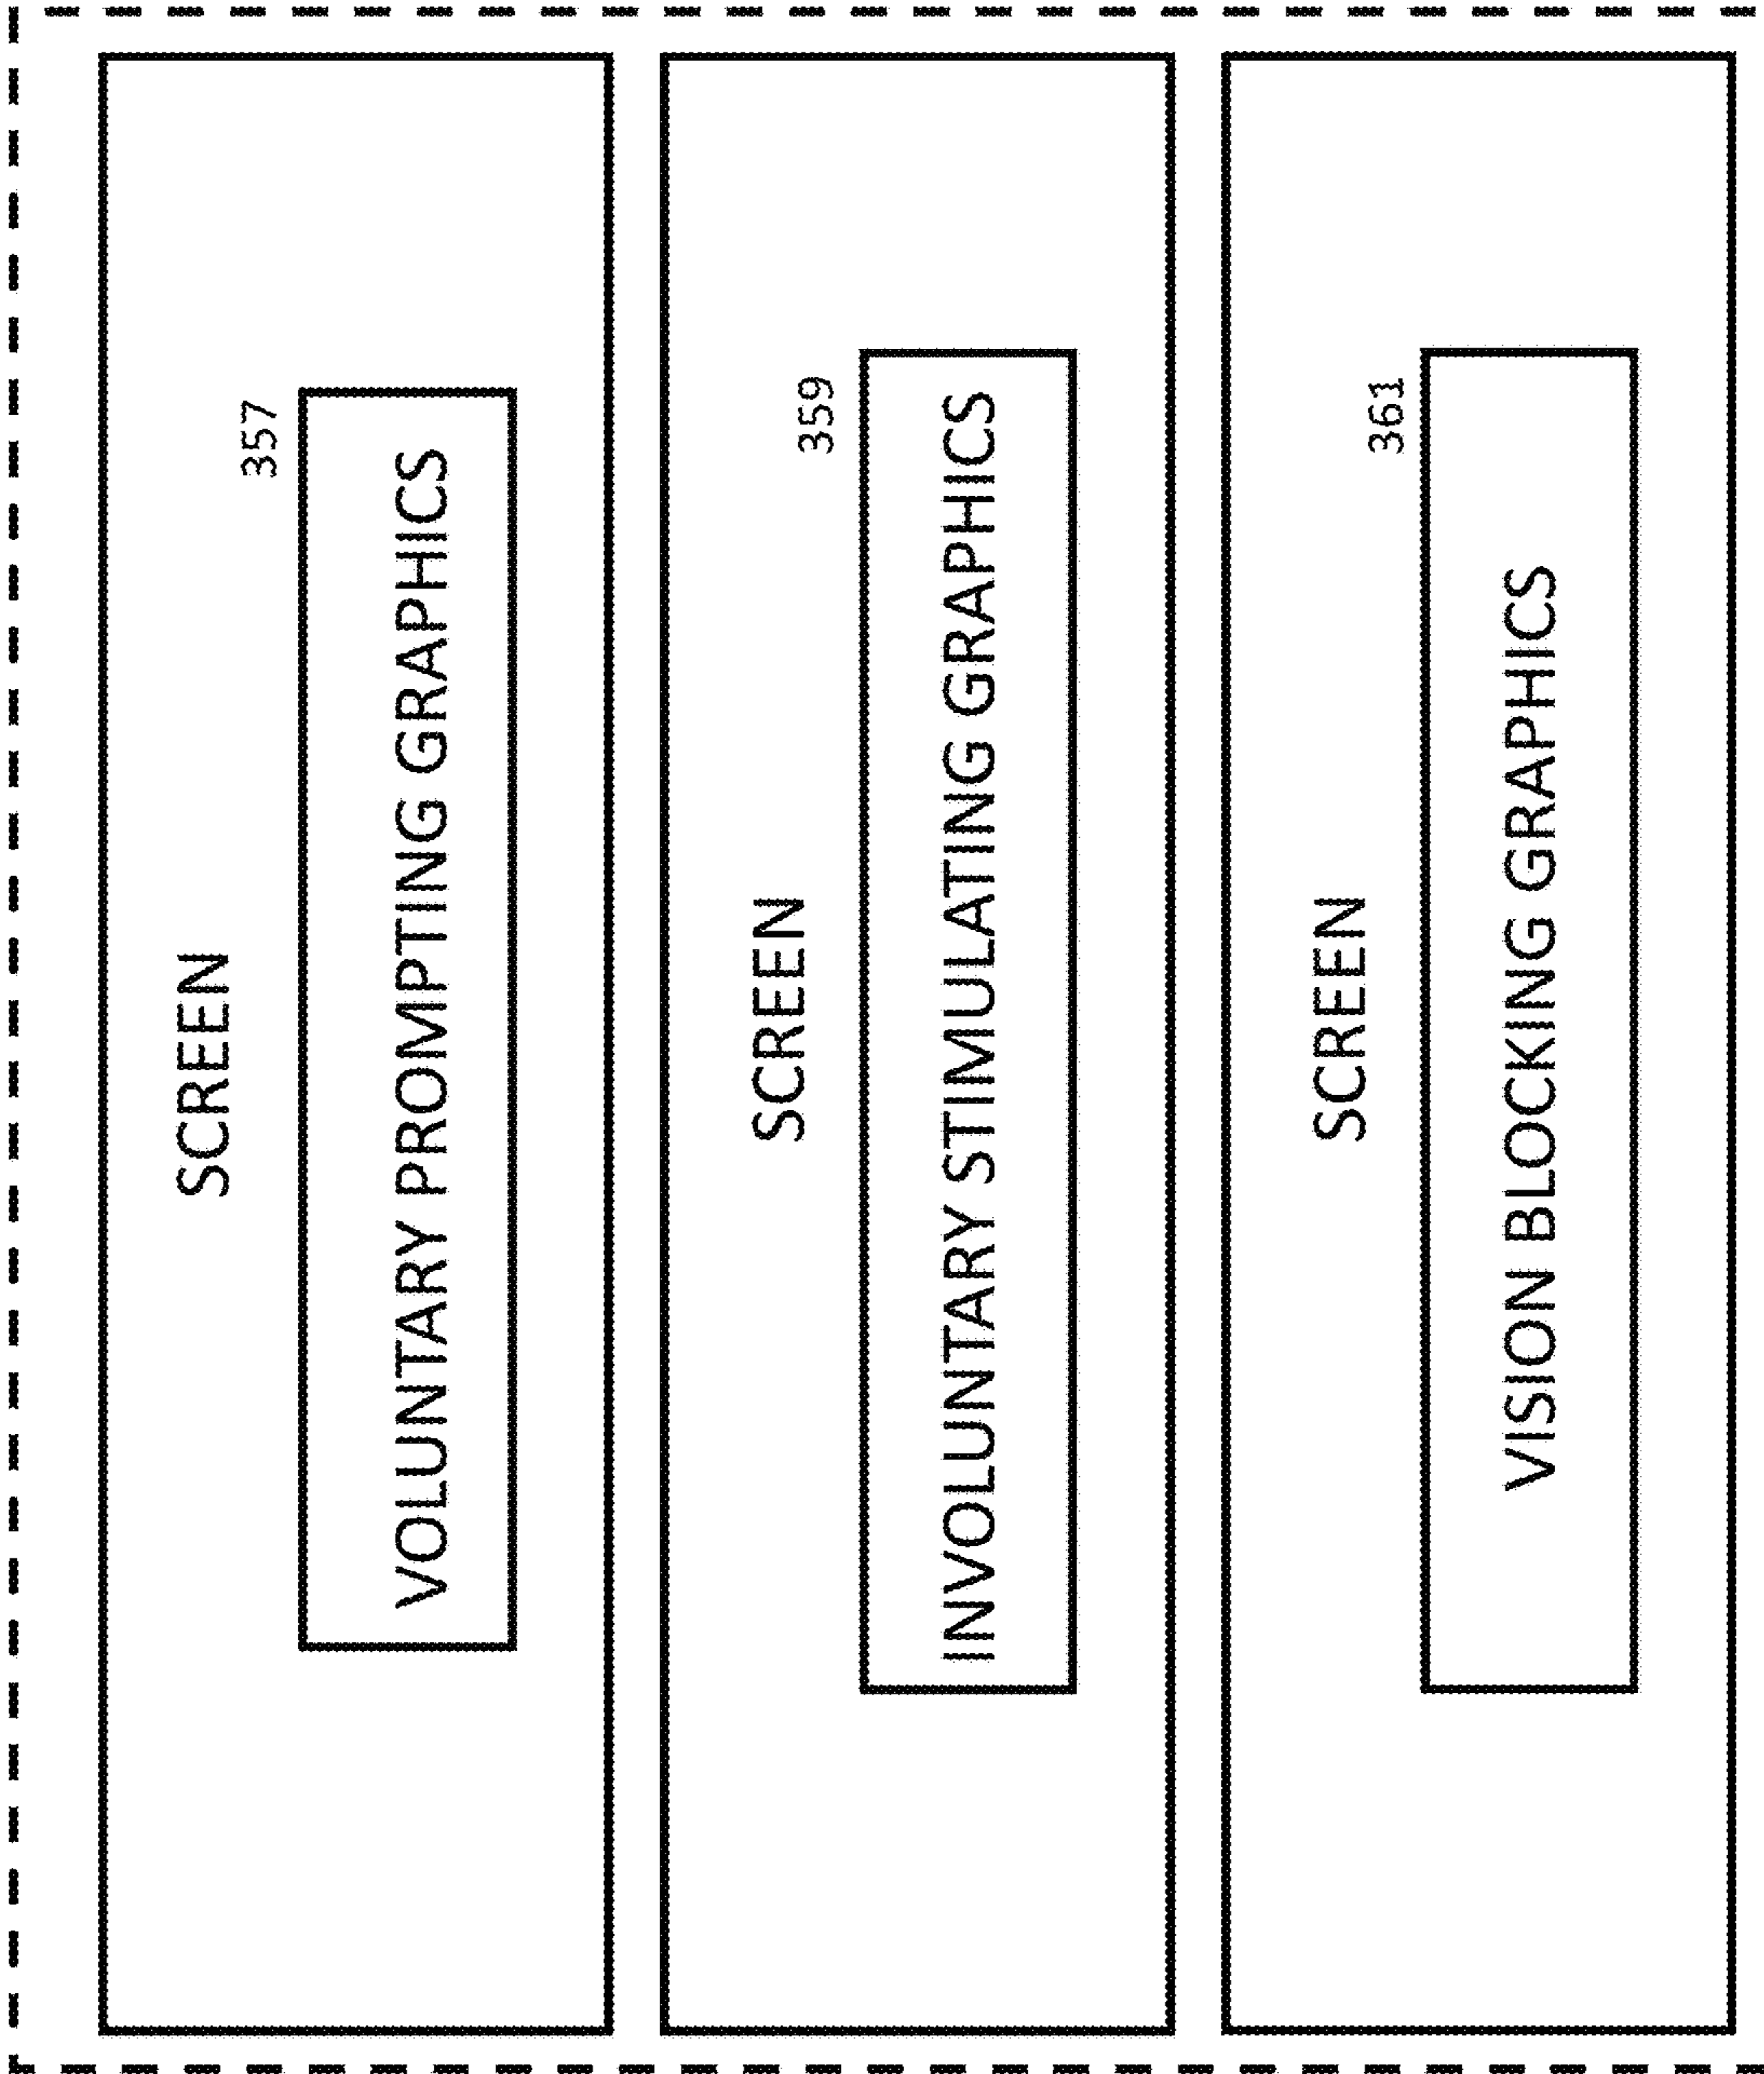 SCREEN
357
VOLUNTARY PROMPTING GRAPHICS
SCREEN
359
INVOLUNTARY STIMULATING GRAPHICS
SCREEN
361
VISION BLOCKING GRAPHICS